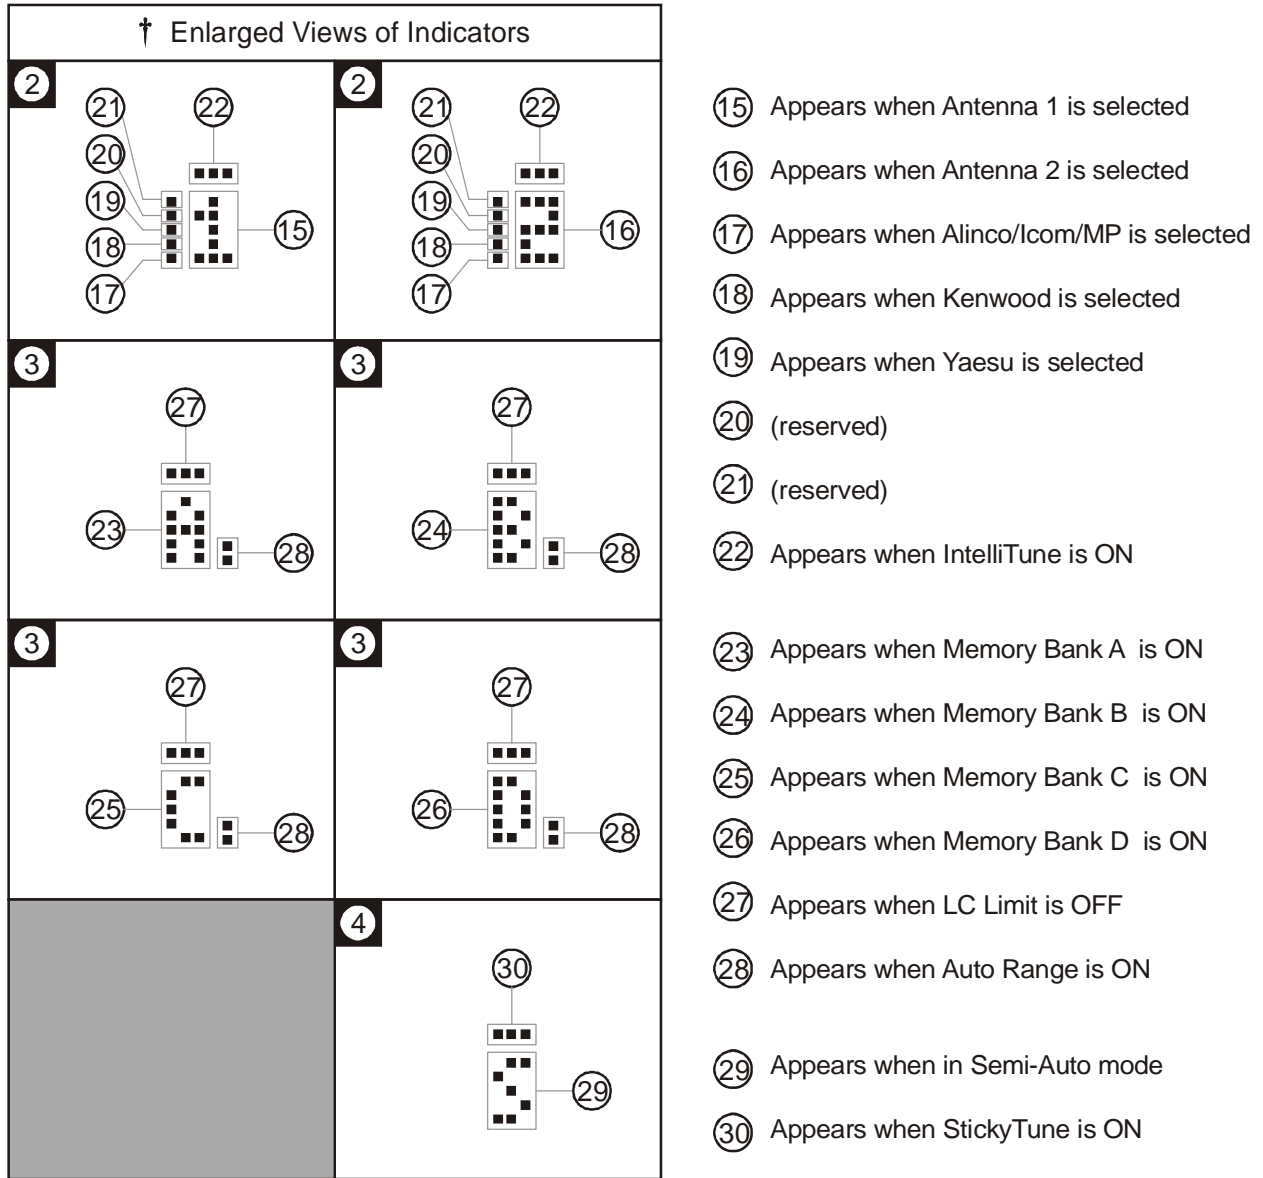 † Enlarged Views of Indicators
2
21
22
20
19
15
18
17
2
21
22
20
19
16
18
17
3
27
23
28
3
27
24
28
3
27
25
28
3
27
26
28
4
30
29
15 Appears when Antenna 1 is selected
16 Appears when Antenna 2 is selected
17 Appears when Alinco/Icom/MP is selected
18 Appears when Kenwood is selected
19 Appears when Yaesu is selected
20 (reserved)
21 (reserved)
22 Appears when IntelliTune is ON
23 Appears when Memory Bank A is ON
24 Appears when Memory Bank B is ON
25 Appears when Memory Bank C is ON
26 Appears when Memory Bank D is ON
27 Appears when LC Limit is OFF
28 Appears when Auto Range is ON
29 Appears when in Semi-Auto mode
30 Appears when StickyTune is ON